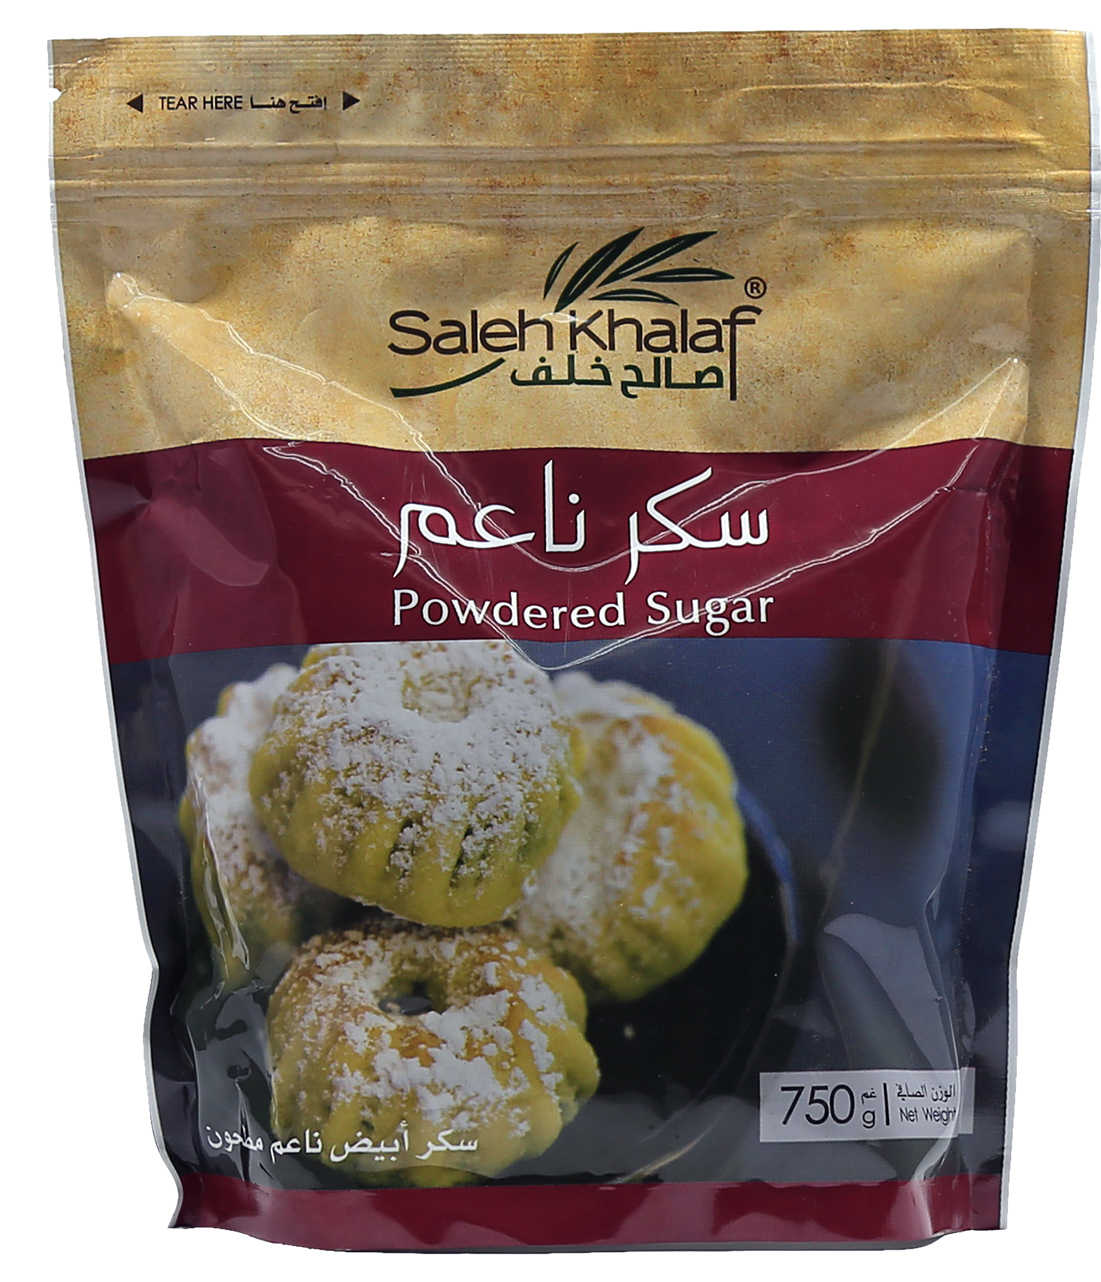 TEAR HERE إفتح هنا
®
Saleh Khalaf
صالح خلف
سكر ناعم
Powdered Sugar
750 غم g | الوزن الصافي Net Weight
سكر أبيض ناعم مطحون